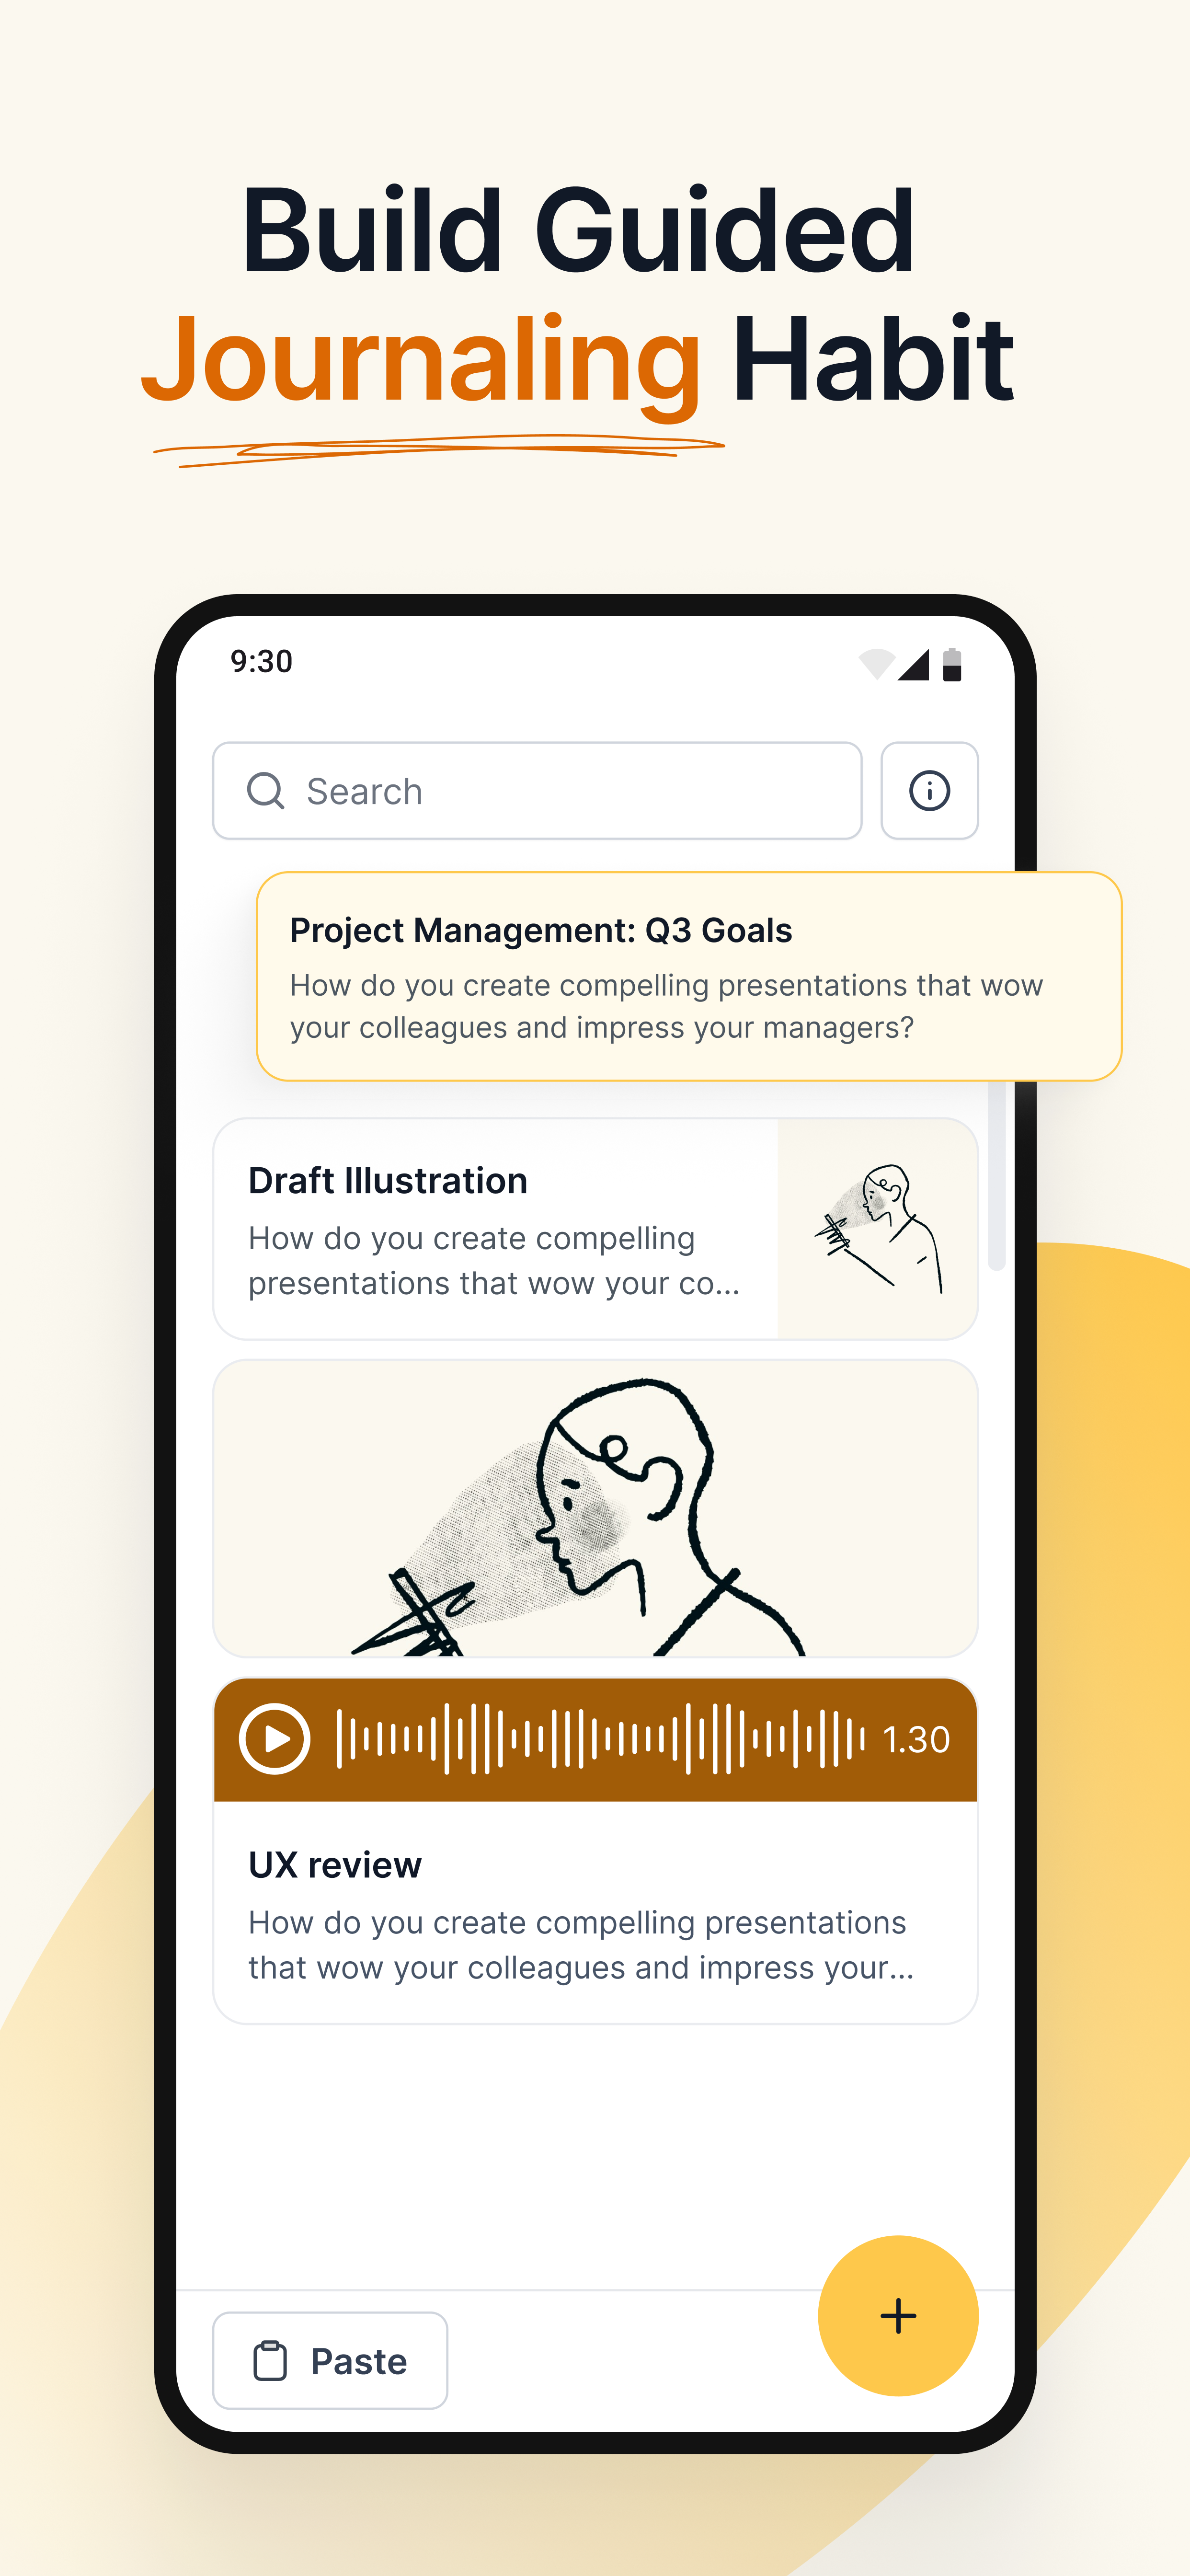 Build Guided
Journaling Habit
9:30
Search
Project Management: Q3 Goals
How do you create compelling presentations that wow
your colleagues and impress your managers?
Draft Illustration
How do you create compelling
presentations that wow your co...
1.30
UX review
How do you create compelling presentations
that wow your colleagues and impress your...
Paste